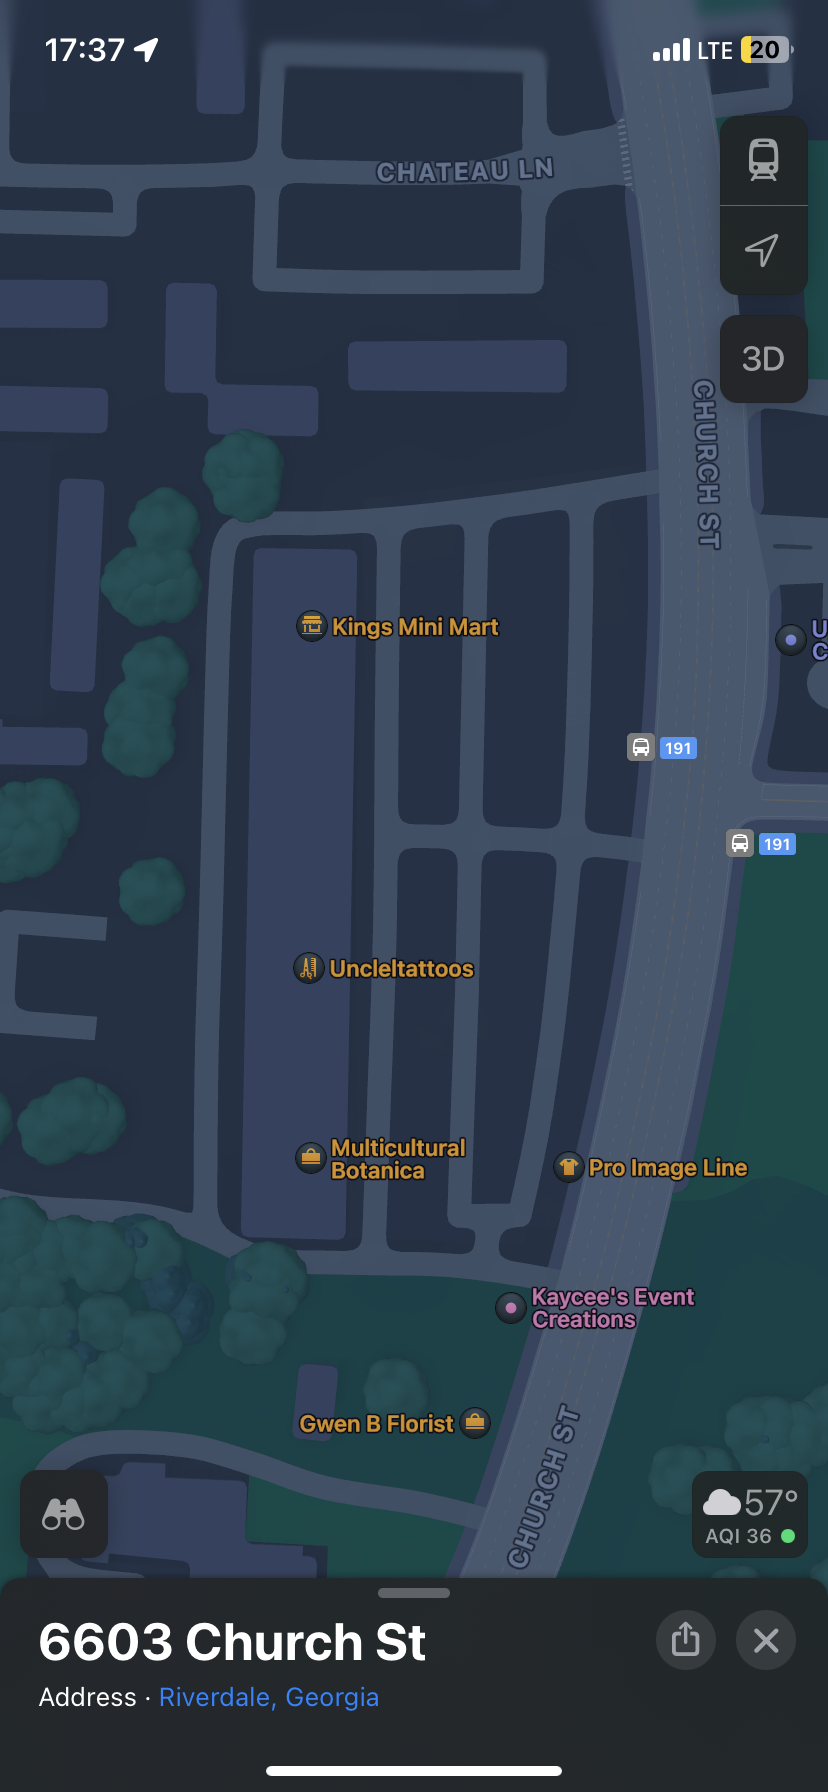 17:37
LTE
20
CHATEAU LN
3D
CHURCH ST
Kings Mini Mart
U
C
191
191
Uncleltattoos
Multicultural
Botanica
Pro Image Line
Kaycee's Event
Creations
Gwen B Florist
CHURCH ST
57°
AQI 36
6603 Church St
Address · Riverdale, Georgia